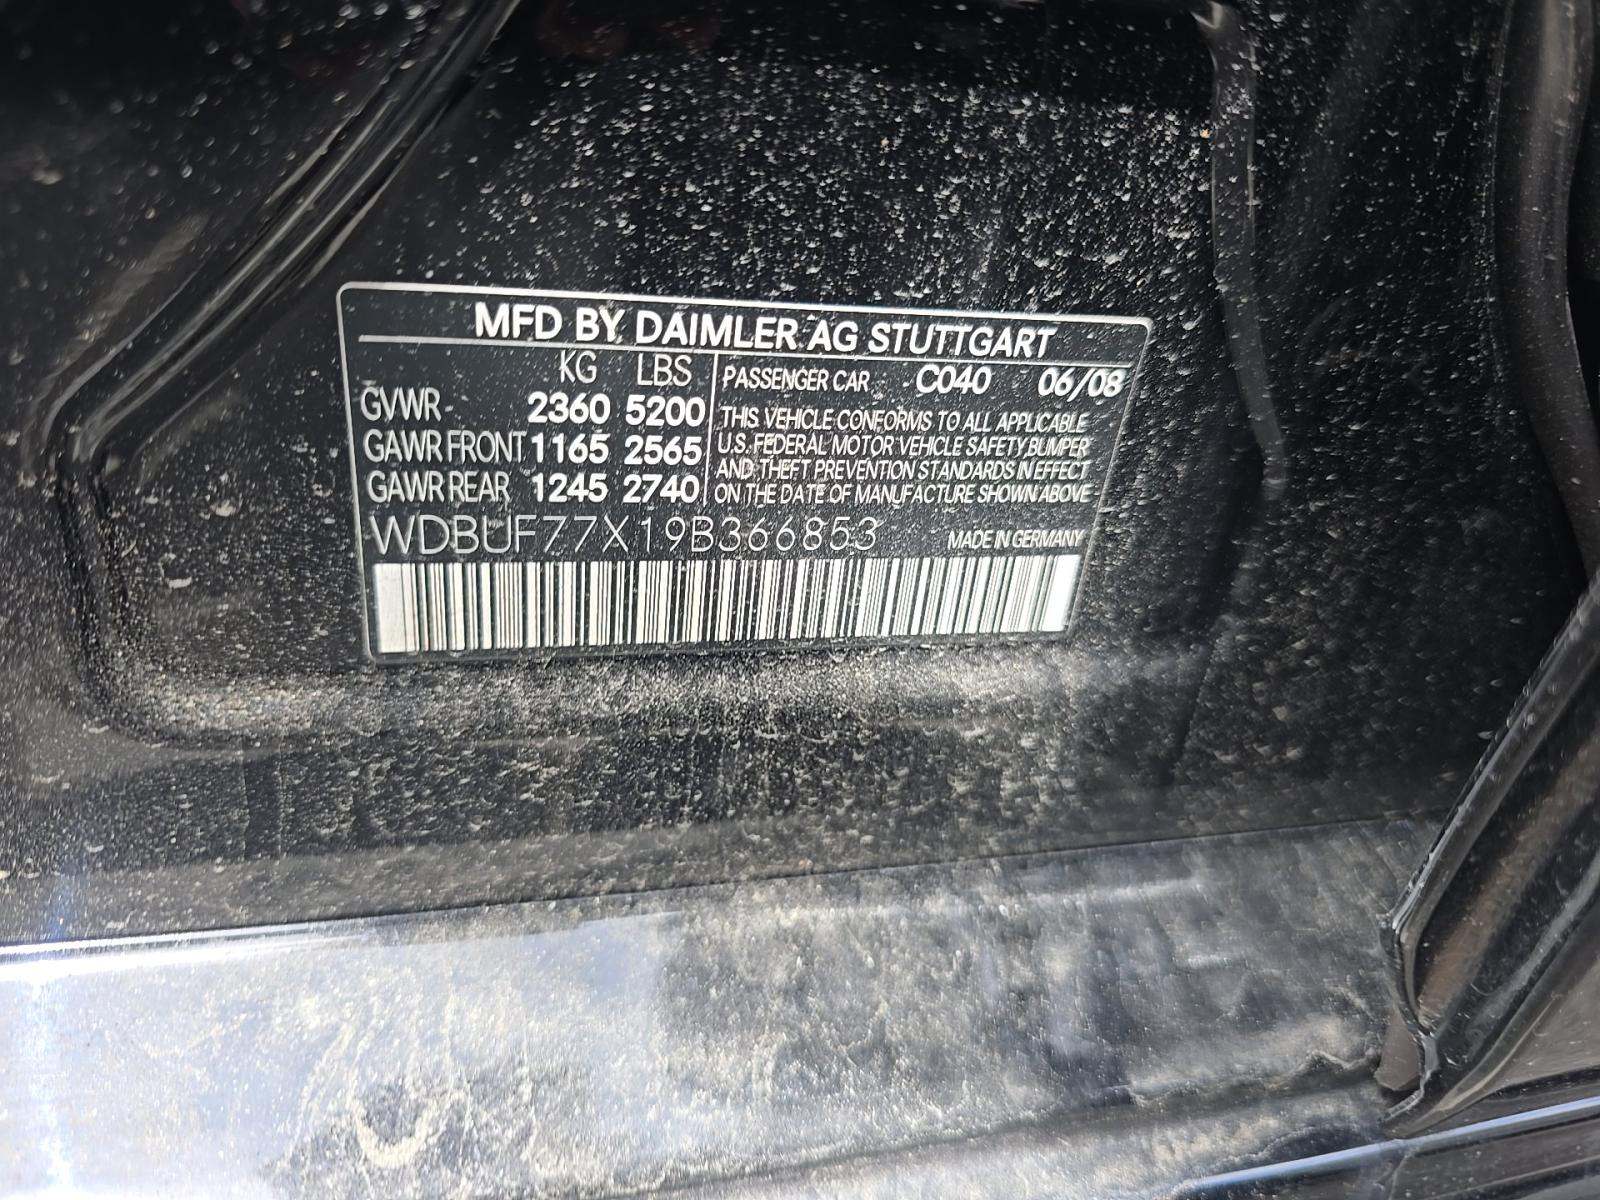 MFD BY DAIMLER AG STUTTGART
KG LBS
GVWR 2360 5200
GAWR FRONT 1165 2565
GAWR REAR 1245 2740
PASSENGER CAR C040 06/08
THIS VEHICLE CONFORMS TO ALL APPLICABLE
U.S. FEDERAL MOTOR VEHICLE SAFETY, BUMPER
AND THEFT PREVENTION STANDARDS IN EFFECT
ON THE DATE OF MANUFACTURE SHOWN ABOVE
WDBUF77X19B366853 MADE IN GERMANY